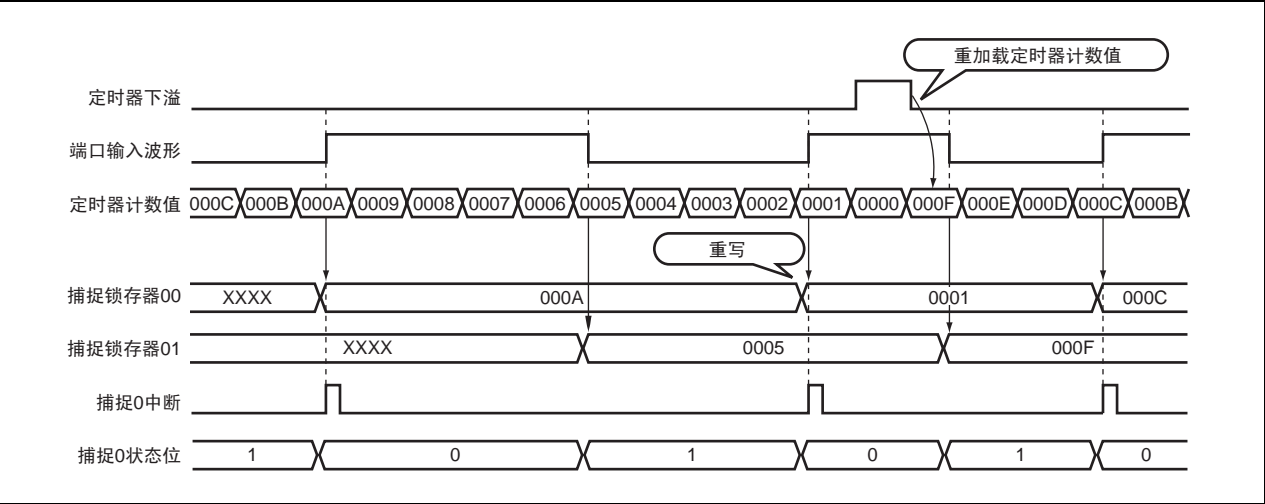 重加载定时器计数值
定时器下溢
端口输入波形
定时器计数值 000C 000B 000A 0009 0008 0007 0006 0005 0004 0003 0002 0001 0000 000F 000E 000D 000C 000B
重写
捕捉锁存器00 XXXX 000A 0001 000C
捕捉锁存器01 XXXX 0005 000F
捕捉0中断
捕捉0状态位 1 0 1 0 1 0